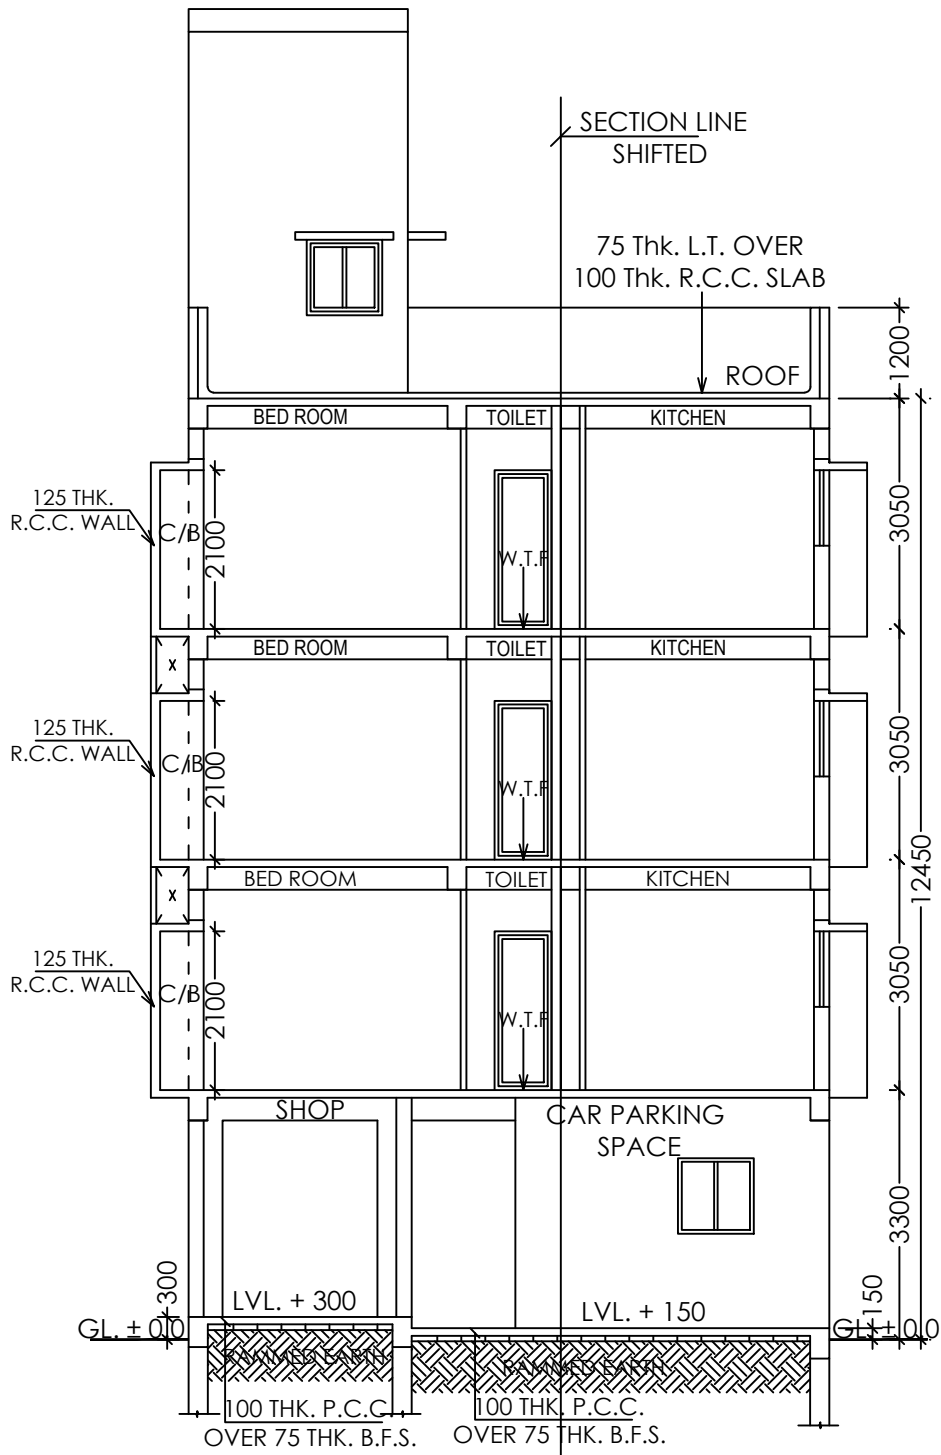 SECTION LINE
SHIFTED
75 Thk. L.T. OVER
100 Thk. R.C.C. SLAB
1200
ROOF
BED ROOM TOILET KITCHEN
125 THK.
R.C.C. WALL
C/B
2100
W.T.F
3050
BED ROOM TOILET KITCHEN
125 THK.
R.C.C. WALL
C/B
2100
W.T.F
3050
12450
BED ROOM TOILET KITCHEN
125 THK.
R.C.C. WALL
C/B
2100
W.T.F
3050
SHOP
CAR PARKING
SPACE
3300
300
LVL. + 300
LVL. + 150
150
GL. ± 0.0
GL. ± 0.0
RAMMED EARTH
RAMMED EARTH
100 THK. P.C.C.
OVER 75 THK. B.F.S.
100 THK. P.C.C.
OVER 75 THK. B.F.S.